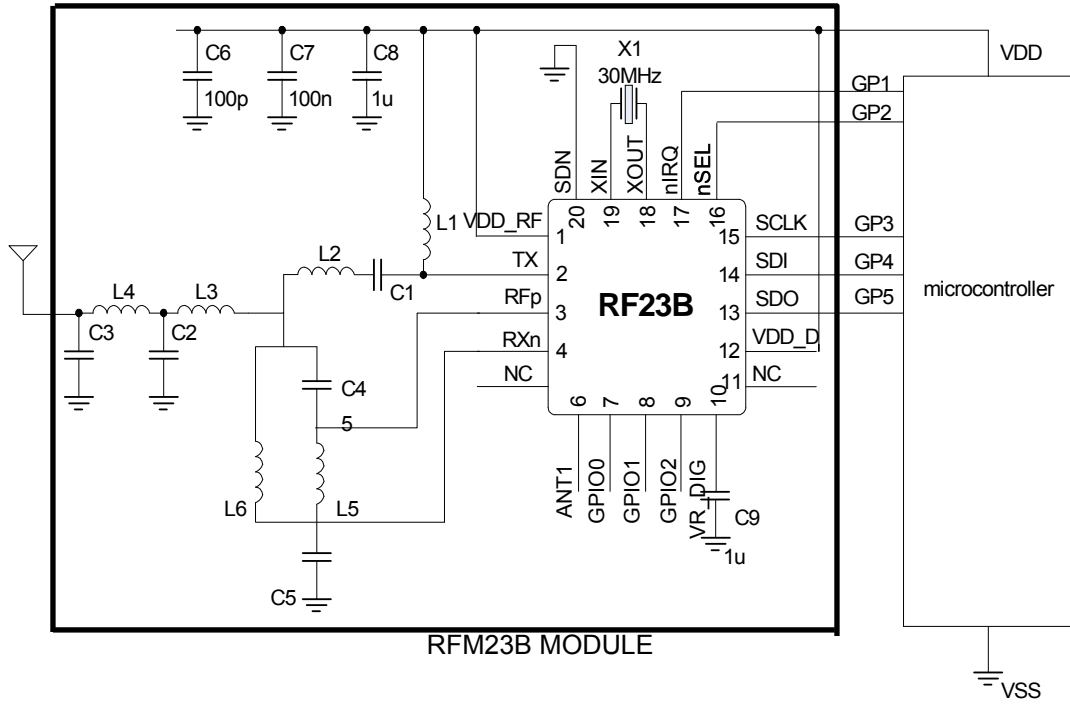 C6 C7 C8 X1 VDD
100p 100n 1u 30MHz GP1
GP2
SDN XIN XOUT nIRQ nSEL
20 19 18 17 16
L1 VDD_RF 1 15 SCLK GP3
L2 TX 2 14 SDI GP4
C1 microcontroller
L4 L3 RFp 3 RF23B 13 SDO GP5
C3 C2 RXn 4 12 VDD_D
NC 11 NC
C4
5 6 7 8 9 10
ANT1 GPIO0 GPIO1 GPIO2 VR_DIG
L6 L5 C9
1u
C5
RFM23B MODULE
VSS